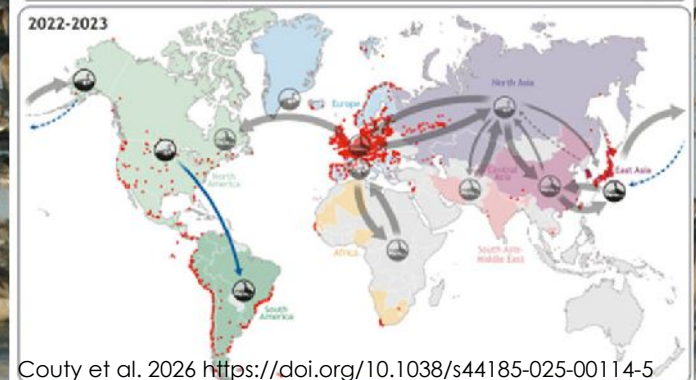 2022-2023
North Asia
Europe
North
America
Central
Asia
East Asia
South Asia-
Middle East
Africa
South
America
Couty et al. 2026 https://doi.org/10.1038/s44185-025-00114-5